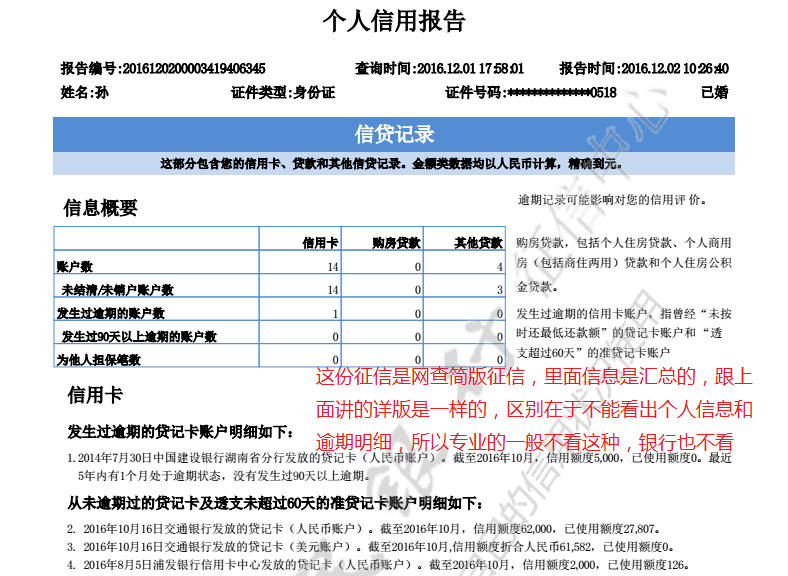 个人信用报告
报告编号:2016120200003419406345 查询时间:2016.12.01 17:58:01 报告时间:2016.12.02 10:26:40
姓名:孙 证件类型:身份证 证件号码:**************0518 已婚
信贷记录
这部分包含您的信用卡、贷款和其他信贷记录。金额类数据均以人民币计算，精确到元。
信息概要
逾期记录可能影响对您的信用评价。
信用卡 购房贷款 其他贷款
账户数 14 0 4
未结清/未销户账户数 14 0 3
发生过逾期的账户数 1 0 0
发生过90天以上逾期的账户数 0 0 0
为他人担保笔数 0 0 0
购房贷款，包括个人住房贷款、个人商用
房（包括商住两用）贷款和个人住房公积
金贷款。
发生过逾期的信用卡账户，指曾经“未按
时还最低还款额”的贷记卡账户和“透
支超过60天”的准贷记卡账户
这份征信是网查简版征信，里面信息是汇总的，跟上
面讲的详版是一样的，区别在于不能看出个人信息和
逾期明细，所以专业的一般不看这种，银行也不看
信用卡
发生过逾期的贷记卡账户明细如下：
1.2014年7月30日中国建设银行湖南省分行发放的贷记卡（人民币账户）。截至2016年10月，信用额度5,000，已使用额度0。最近
5年内有1个月处于逾期状态，没有发生过90天以上逾期。
从未逾期过的贷记卡及透支未超过60天的准贷记卡账户明细如下：
2. 2016年10月16日交通银行发放的贷记卡（人民币账户）。截至2016年10月，信用额度62,000，已使用额度27,807。
3. 2016年10月16日交通银行发放的贷记卡（美元账户）。截至2016年10月,信用额度折合人民币61,582，已使用额度0。
4. 2016年8月5日浦发银行信用卡中心发放的贷记卡（人民币账户）。截至2016年10月，信用额度2,000，已使用额度126。